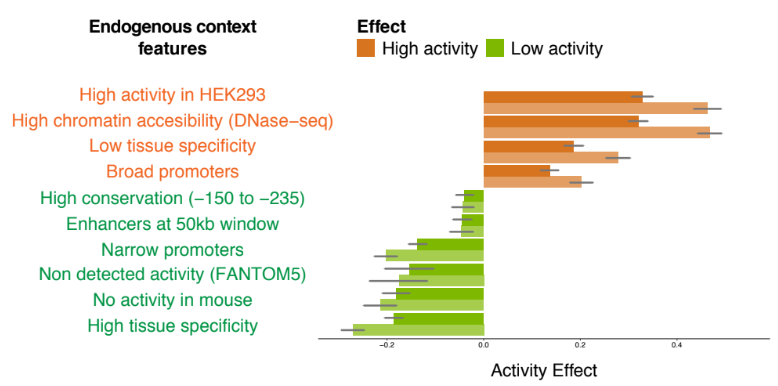 Endogenous context
features
Effect
High activity
Low activity
High activity in HEK293
High chromatin accesibility (DNase−seq)
Low tissue specificity
Broad promoters
High conservation (−150 to −235)
Enhancers at 50kb window
Narrow promoters
Non detected activity (FANTOM5)
No activity in mouse
High tissue specificity
−0.2 0.0 0.2 0.4
Activity Effect